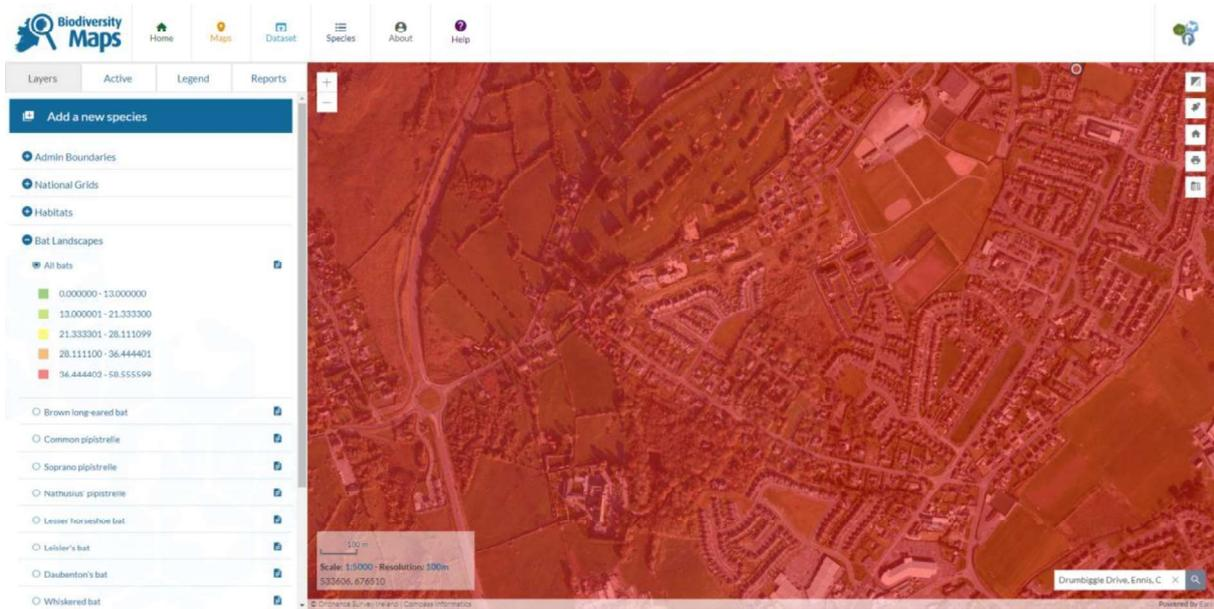 Biodiversity
Maps
Home
Maps
Dataset
Species
About
Help
Layers
Active
Legend
Reports
Add a new species
Admin Boundaries
National Grids
Habitats
Bat Landscapes
All bats
0.000000 - 13.000000
13.000001 - 21.333300
21.333301 - 28.111099
28.111100 - 36.444401
36.444402 - 58.555599
Brown long-eared bat
Common pipistrelle
Soprano pipistrelle
Nathusius' pipistrelle
Lesser horseshoe bat
Leisler's bat
Daubenton's bat
Whiskered bat
+
−
100 m
Scale: 1:5000 - Resolution: 100m
533606, 676510
© Ordnance Survey Ireland | Compass Informatics
Drumbiggle Drive, Ennis, C
Powered by